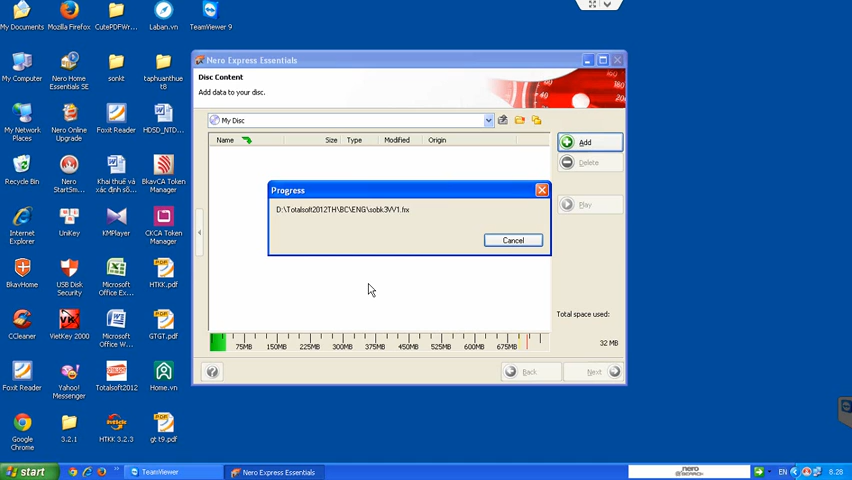 My Documents
Mozilla Firefox
CutePDFWr...
Laban.vn
TeamViewer 9
My Computer
Nero Home Essentials SE
sonkt
taphuanthue t8
My Network Places
Nero Online Upgrade
Foxit Reader
HDSD_NTD...
Recycle Bin
Nero StartSm...
Khai thuế và xác định số...
BkavCA Token Manager
Internet Explorer
UniKey
KMPlayer
CKCA Token Manager
BkavHome
USB Disk Security
Microsoft Office Ex...
HTKK.pdf
CCleaner
VietKey 2000
Microsoft Office W...
GTGT.pdf
Foxit Reader
Yahoo! Messenger
Totalsoft2012
Home.vn
Google Chrome
3.2.1
HTKK 3.2.3
gt t9.pdf
Nero Express Essentials
Disc Content
Add data to your disc.
My Disc
Name
Size
Type
Modified
Origin
Add
Delete
Play
Progress
D:\Totalsoft2012TH\BC\ENG\sobk3VV1.frx
Cancel
Total space used:
32 MB
75MB
150MB
225MB
300MB
375MB
450MB
525MB
600MB
675MB
Back
Next
start
TeamViewer
Nero Express Essentials
nero
SEARCH
EN
8.28